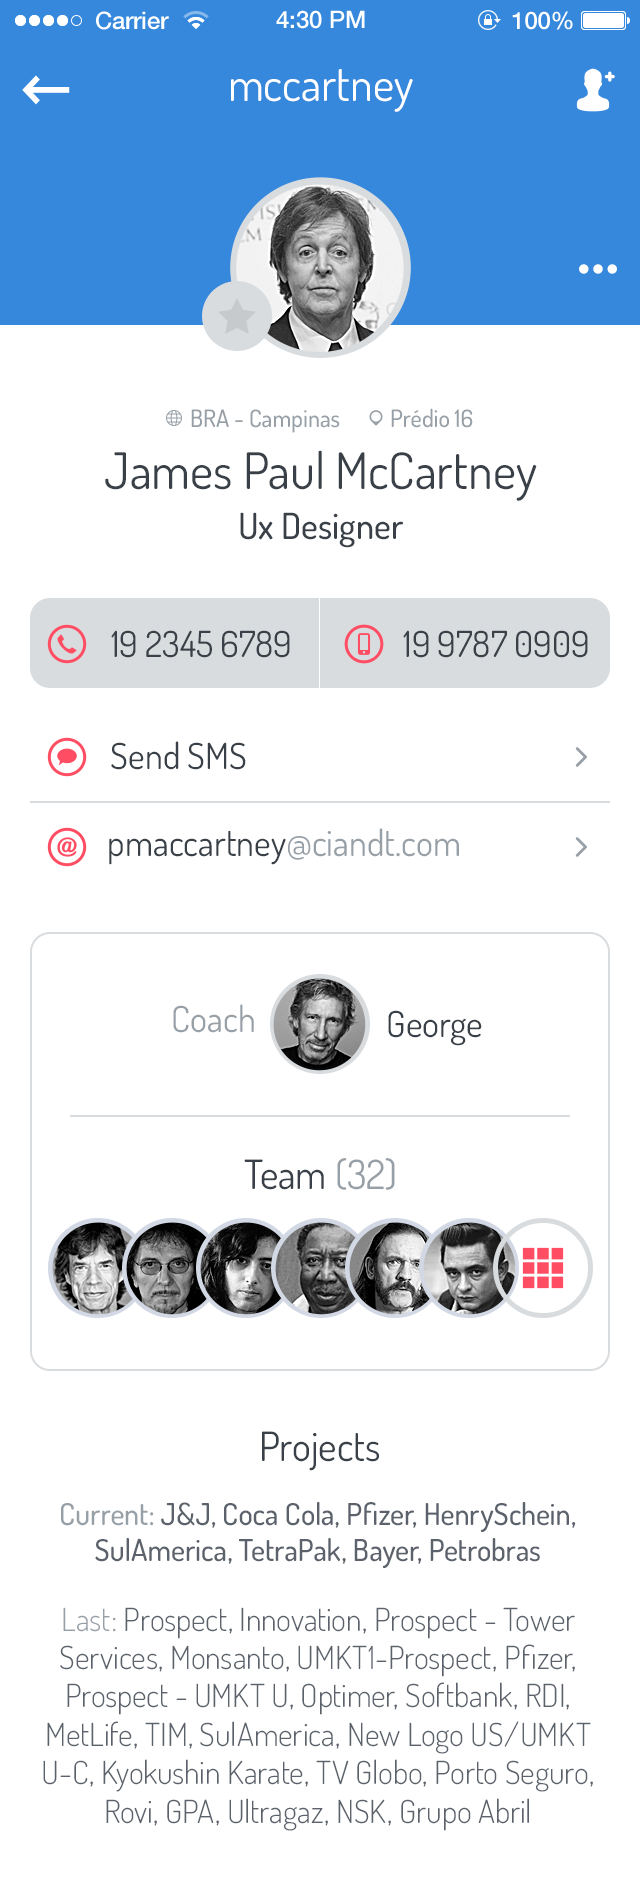 Carrier 4:30 PM 100%
mccartney
BRA - Campinas Prédio 16
James Paul McCartney
Ux Designer
19 2345 6789 19 9787 0909
Send SMS
pmaccartney@ciandt.com
Coach George
Team (32)
Projects
Current: J&J, Coca Cola, Pfizer, HenrySchein,
SulAmerica, TetraPak, Bayer, Petrobras
Last: Prospect, Innovation, Prospect - Tower
Services, Monsanto, UMKT1-Prospect, Pfizer,
Prospect - UMKT U, Optimer, Softbank, RDI,
MetLife, TIM, SulAmerica, New Logo US/UMKT
U-C, Kyokushin Karate, TV Globo, Porto Seguro,
Rovi, GPA, Ultragaz, NSK, Grupo Abril